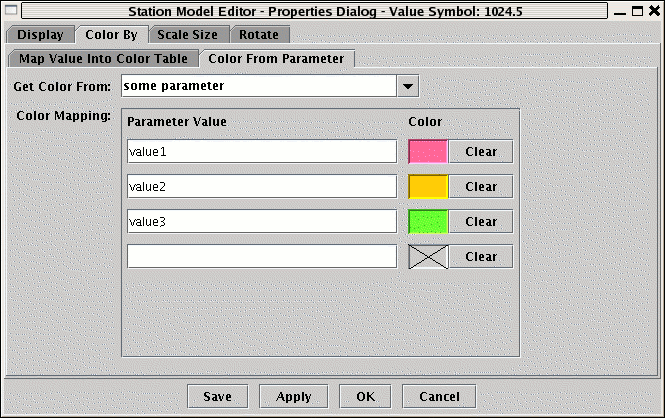 Station Model Editor - Properties Dialog - Value Symbol: 1024.5
Display Color By Scale Size Rotate
Map Value Into Color Table Color From Parameter
Get Color From: some parameter
Color Mapping: Parameter Value Color
value1 Clear
value2 Clear
value3 Clear
Clear
Save Apply OK Cancel